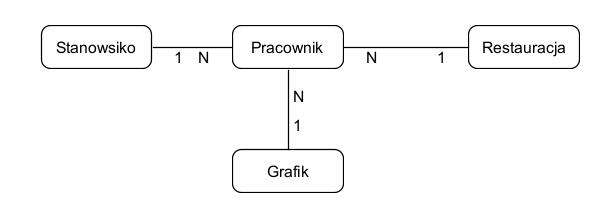 Stanowsiko
Pracownik
Restauracja
1 N
N 1
N
1
Grafik